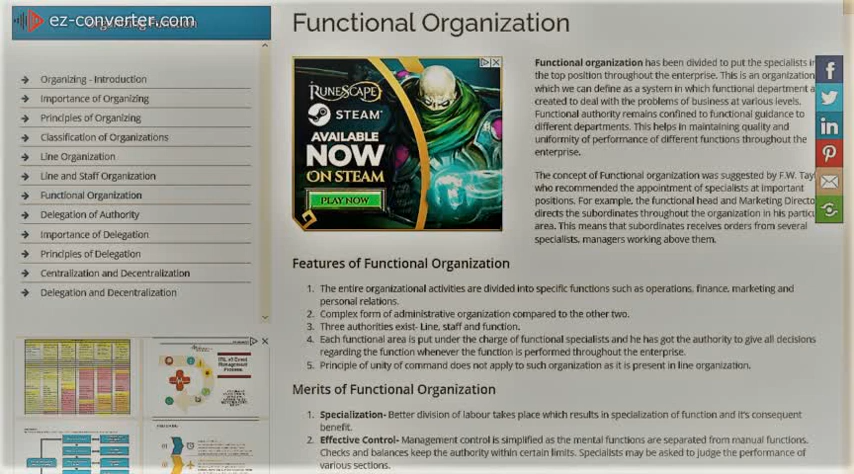 ez-converter.com
Functional Organization
Organizing - Introduction
Importance of Organizing
Principles of Organizing
Classification of Organizations
Line Organization
Line and Staff Organization
Functional Organization
Delegation of Authority
Importance of Delegation
Principles of Delegation
Centralization and Decentralization
Delegation and Decentralization
RUNESCAPE
STEAM
AVAILABLE
NOW
ON STEAM
PLAY NOW
Functional organization has been divided to put the specialists in
the top position throughout the enterprise. This is an organization
which we can define as a system in which functional department a
created to deal with the problems of business at various levels.
Functional authority remains confined to functional guidance to
different departments. This helps in maintaining quality and
uniformity of performance of different functions throughout the
enterprise.
The concept of Functional organization was suggested by F.W. Tay
who recommended the appointment of specialists at important
positions. For example, the functional head and Marketing Directo
directs the subordinates throughout the organization in his particu
area. This means that subordinates receives orders from several
specialists, managers working above them.
Features of Functional Organization
1. The entire organizational activities are divided into specific functions such as operations, finance, marketing and
personal relations.
2. Complex form of administrative organization compared to the other two.
3. Three authorities exist- Line, staff and function.
4. Each functional area is put under the charge of functional specialists and he has got the authority to give all decisions
regarding the function whenever the function is performed throughout the enterprise.
5. Principle of unity of command does not apply to such organization as it is present in line organization.
Merits of Functional Organization
1. Specialization- Better division of labour takes place which results in specialization of function and it's consequent
benefit.
2. Effective Control- Management control is simplified as the mental functions are separated from manual functions.
Checks and balances keep the authority within certain limits. Specialists may be asked to judge the performance of
various sections.